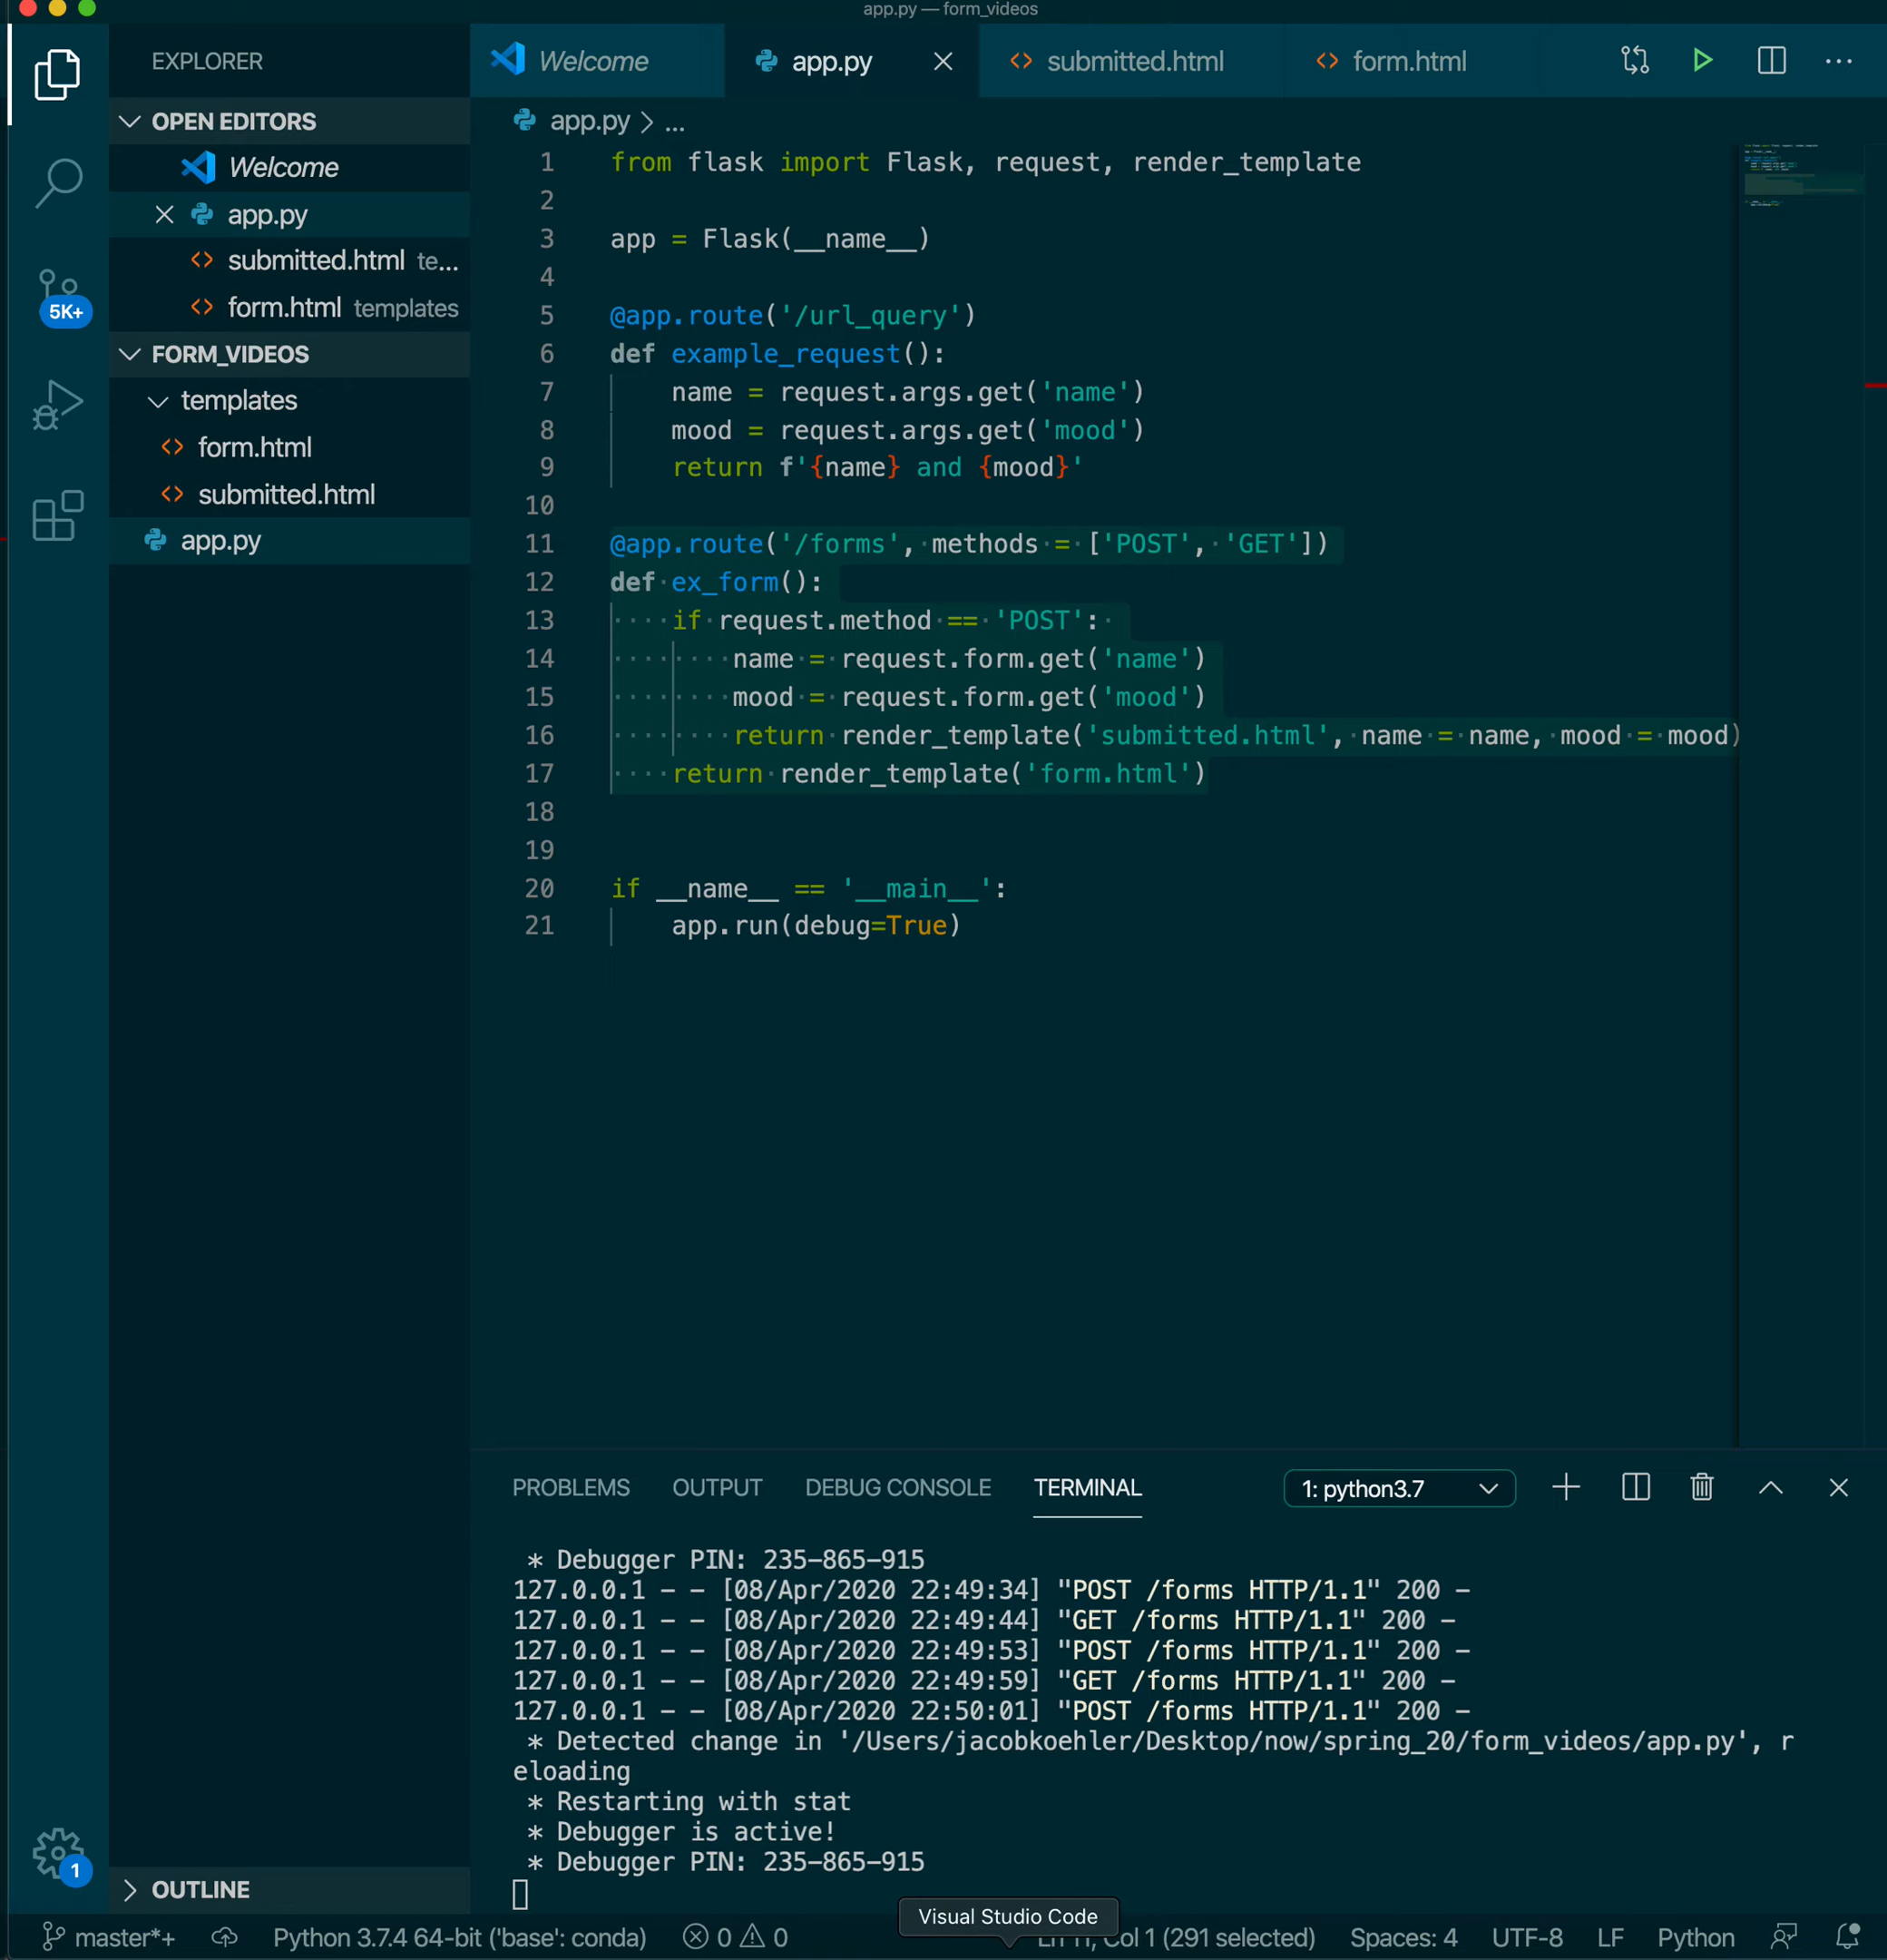 app.py — form_videos
EXPLORER
OPEN EDITORS
Welcome
app.py
submitted.html te...
form.html templates
FORM_VIDEOS
templates
form.html
submitted.html
app.py
OUTLINE
Welcome
app.py
submitted.html
form.html
app.py > ...
1 from flask import Flask, request, render_template
2
3 app = Flask(__name__)
4
5 @app.route('/url_query')
6 def example_request():
7 name = request.args.get('name')
8 mood = request.args.get('mood')
9 return f'{name} and {mood}'
10
11 @app.route('/forms', methods = ['POST', 'GET'])
12 def ex_form():
13 if request.method == 'POST':
14 name = request.form.get('name')
15 mood = request.form.get('mood')
16 return render_template('submitted.html', name = name, mood = mood)
17 return render_template('form.html')
18
19
20 if __name__ == '__main__':
21 app.run(debug=True)
PROBLEMS OUTPUT DEBUG CONSOLE TERMINAL 1: python3.7
* Debugger PIN: 235-865-915
127.0.0.1 - - [08/Apr/2020 22:49:34] "POST /forms HTTP/1.1" 200 -
127.0.0.1 - - [08/Apr/2020 22:49:44] "GET /forms HTTP/1.1" 200 -
127.0.0.1 - - [08/Apr/2020 22:49:53] "POST /forms HTTP/1.1" 200 -
127.0.0.1 - - [08/Apr/2020 22:49:59] "GET /forms HTTP/1.1" 200 -
127.0.0.1 - - [08/Apr/2020 22:50:01] "POST /forms HTTP/1.1" 200 -
* Detected change in '/Users/jacobkoehler/Desktop/now/spring_20/form_videos/app.py', r
eloading
* Restarting with stat
* Debugger is active!
* Debugger PIN: 235-865-915
5K+
1
Visual Studio Code
master*+ Python 3.7.4 64-bit ('base': conda) 0 0 Col 1 (291 selected) Spaces: 4 UTF-8 LF Python